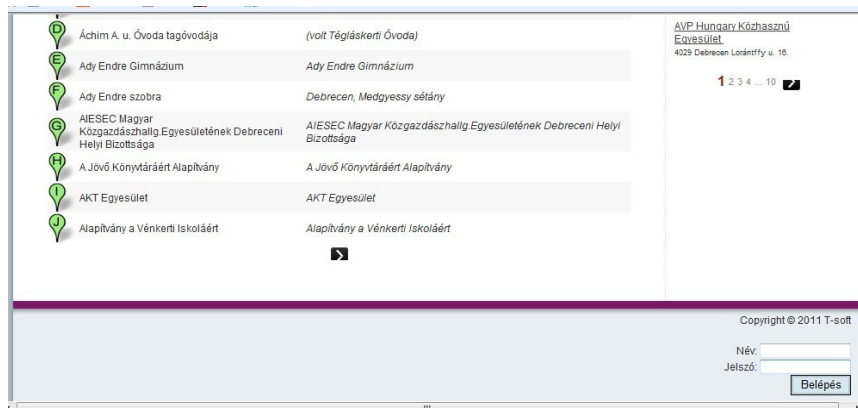 D Áchim A. u. Óvoda tagóvodája (volt Tégláskerti Óvoda)
E Ady Endre Gimnázium Ady Endre Gimnázium
F Ady Endre szobra Debrecen, Medgyessy sétány
G AIESEC Magyar
Közgazdászhallg.Egyesületének Debreceni
Helyi Bizottsága
AIESEC Magyar Közgazdászhallg.Egyesületének Debreceni Helyi
Bizottsága
H A Jövő Könyvtáráért Alapítvány A Jövő Könyvtáráért Alapítvány
I AKT Egyesület AKT Egyesület
J Alapítvány a Vénkerti Iskoláért Alapítvány a Vénkerti Iskoláért
AVP Hungary Közhasznú
Egyesület
4029 Debrecen Lorántffy u. 16.
1 2 3 4 ... 10
Copyright © 2011 T-soft
Név:
Jelszó:
Belépés